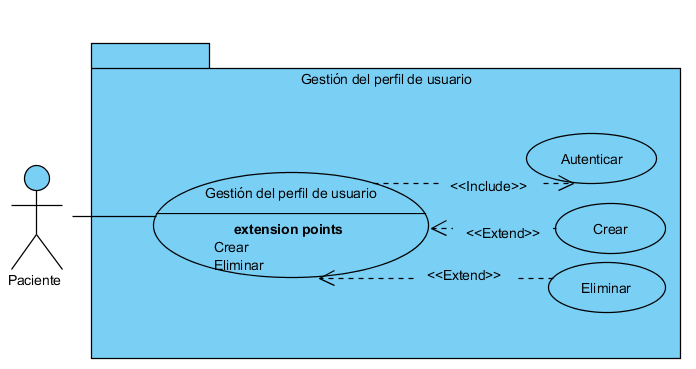 Gestión del perfil de usuario
Autenticar
Gestión del perfil de usuario
<<Include>>
extension points
Crear
Eliminar
<<Extend>>
Crear
<<Extend>>
Eliminar
Paciente